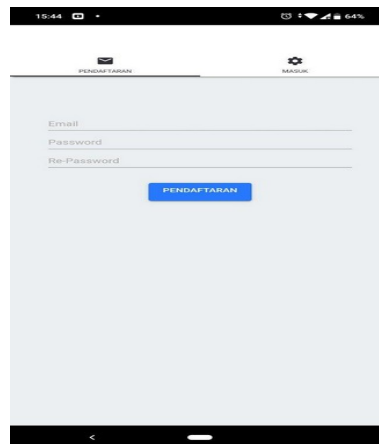 15:44 64%
PENDAFTARAN MASUK
Email
Password
Re-Password
PENDAFTARAN